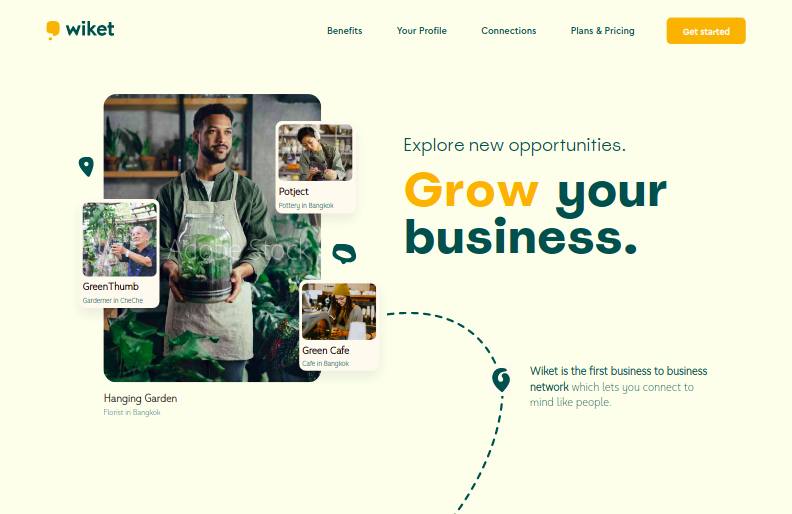 wiket
Benefits
Your Profile
Connections
Plans & Pricing
Get started
Explore new opportunities.
Grow your
business.
Potject
Pottery in Bangkok
Adobe Stock
GreenThumb
Garderner in CheChe
Green Cafe
Cafe in Bangkok
Hanging Garden
Florist in Bangkok
Wiket is the first business to business
network which lets you connect to
mind like people.